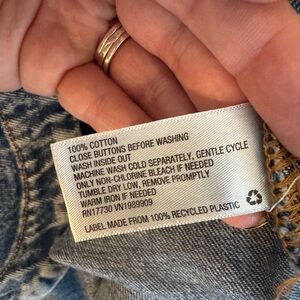 100% COTTON
CLOSE BUTTONS BEFORE WASHING
WASH INSIDE OUT
MACHINE WASH COLD SEPARATELY, GENTLE CYCLE
ONLY NON-CHLORINE BLEACH IF NEEDED
TUMBLE DRY LOW, REMOVE PROMPTLY
WARM IRON IF NEEDED
RN17730 VN1989909
LABEL MADE FROM 100% RECYCLED PLASTIC